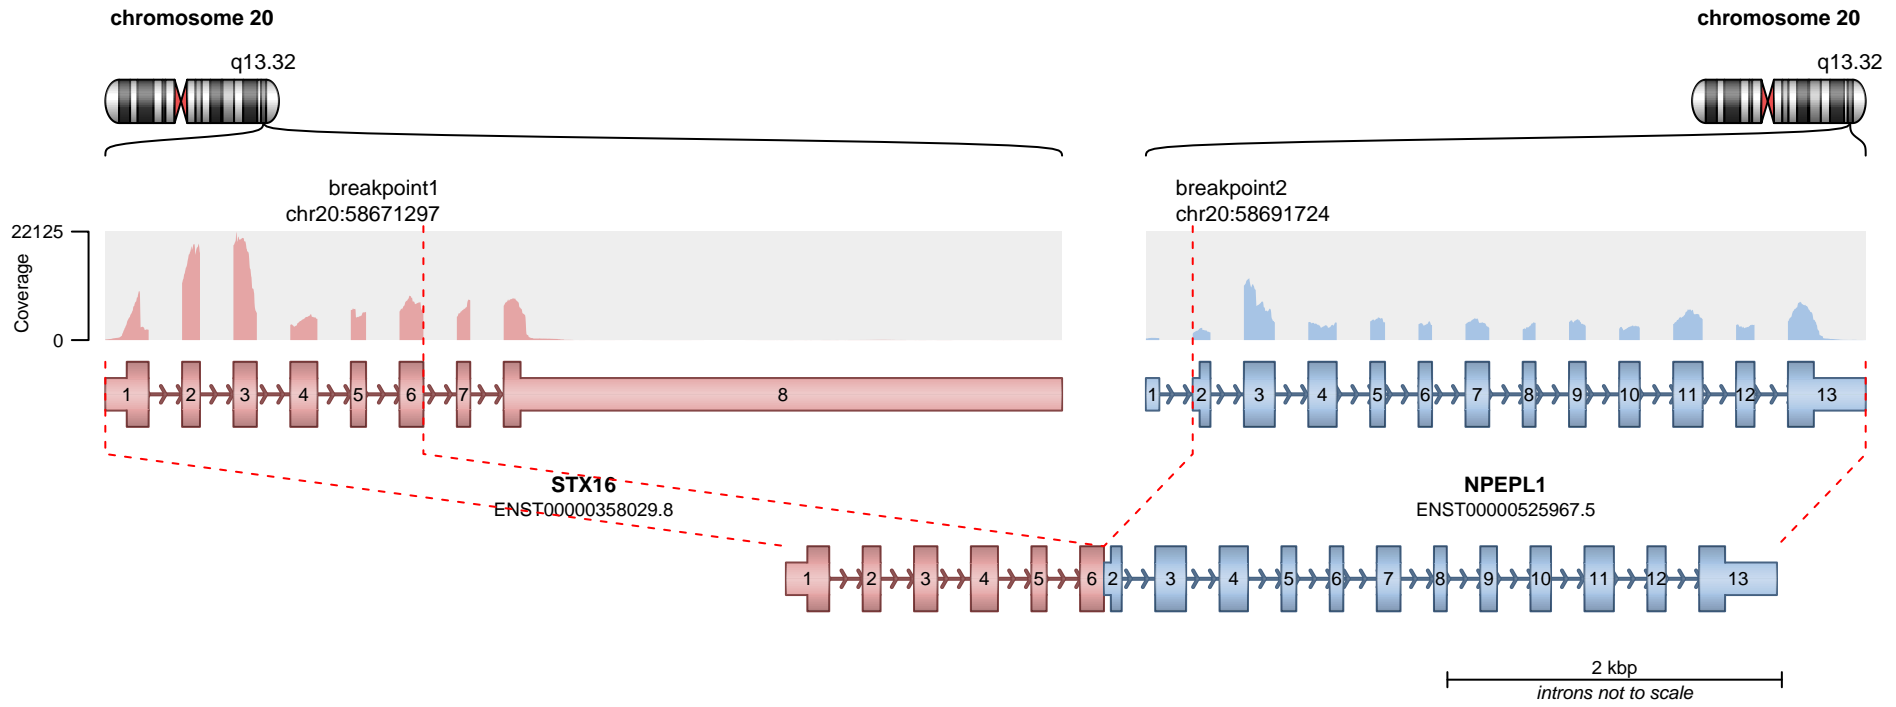 chromosome 20
chromosome 20
q13.32
q13.32
breakpoint1
chr20:58671297
breakpoint2
chr20:58691724
22125
Coverage
0
1 2 3 4 5 6 7 8
1 2 3 4 5 6 7 8 9 10 11 12 13
STX16
ENST00000358029.8
NPEPL1
ENST00000525967.5
1 2 3 4 5 6 2 3 4 5 6 7 8 9 10 11 12 13
2 kbp
introns not to scale